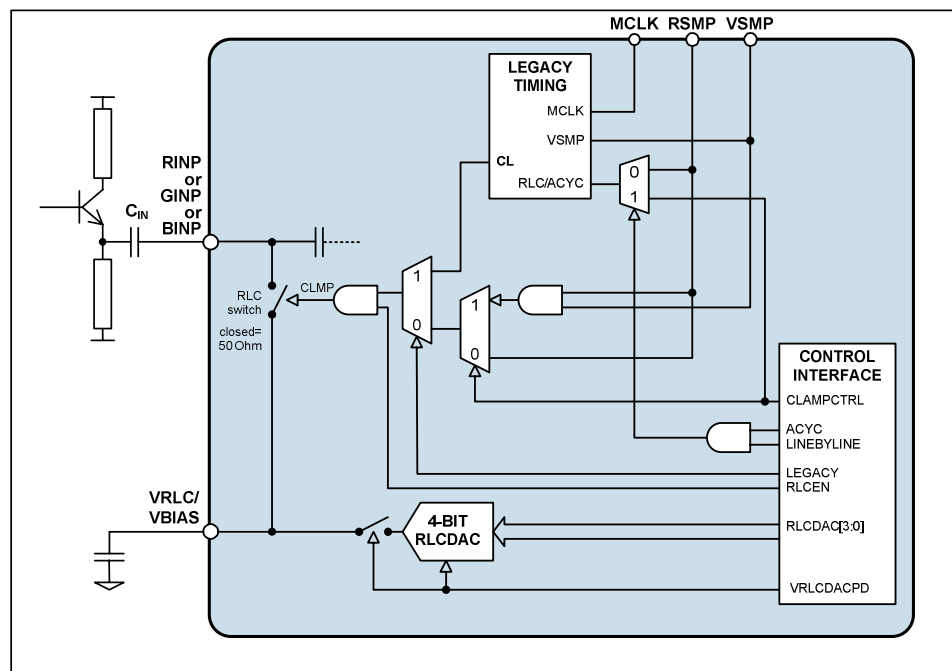 MCLK RSMP VSMP
LEGACY
TIMING
MCLK
VSMP
CL
RLC/ACYC
0
1
RINP
or
GINP
or
BINP
CIN
RLC
switch
closed=
50 Ohm
CLMP
1
0
1
0
CONTROL
INTERFACE
CLAMPCTRL
ACYC
LINEBYLINE
LEGACY
RLCEN
RLCDAC[3:0]
VRLCDACPD
VRLC/
VBIAS
4-BIT
RLCDAC